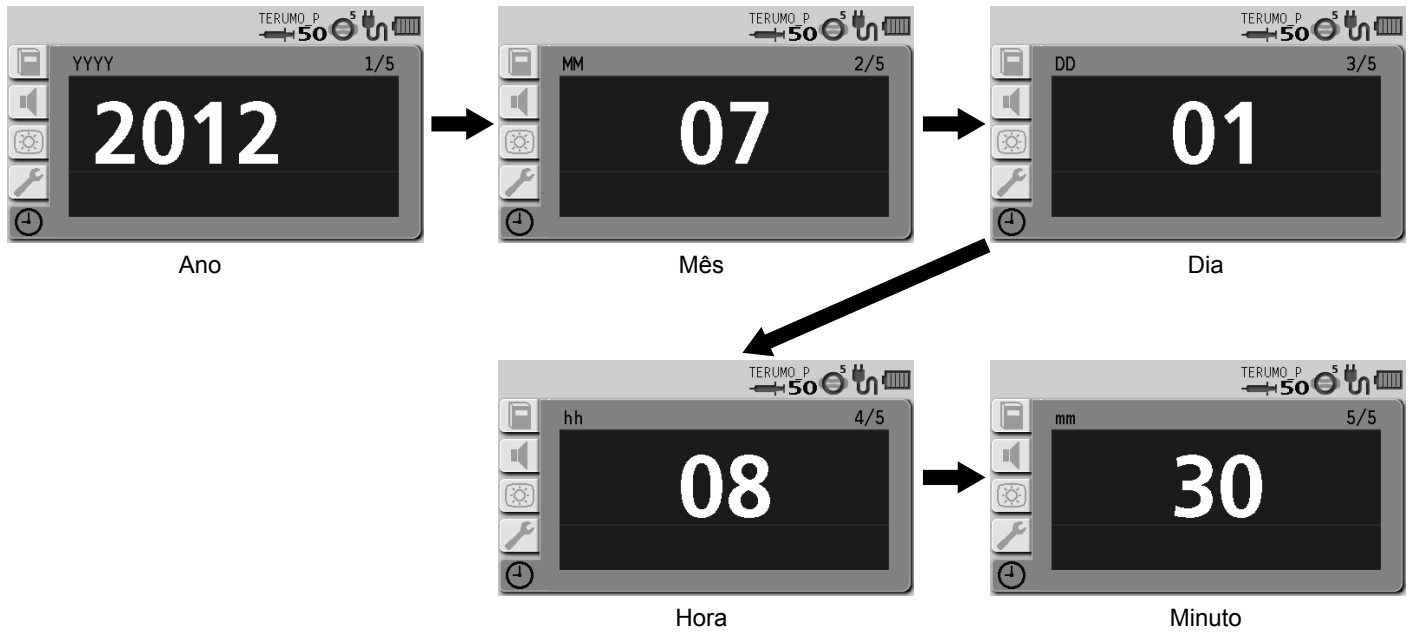 TERUMO_P
50 5
YYYY 1/5
2012
Ano
TERUMO_P
50 5
MM 2/5
07
Mês
TERUMO_P
50 5
DD 3/5
01
Dia
TERUMO_P
50 5
hh 4/5
08
Hora
TERUMO_P
50 5
mm 5/5
30
Minuto